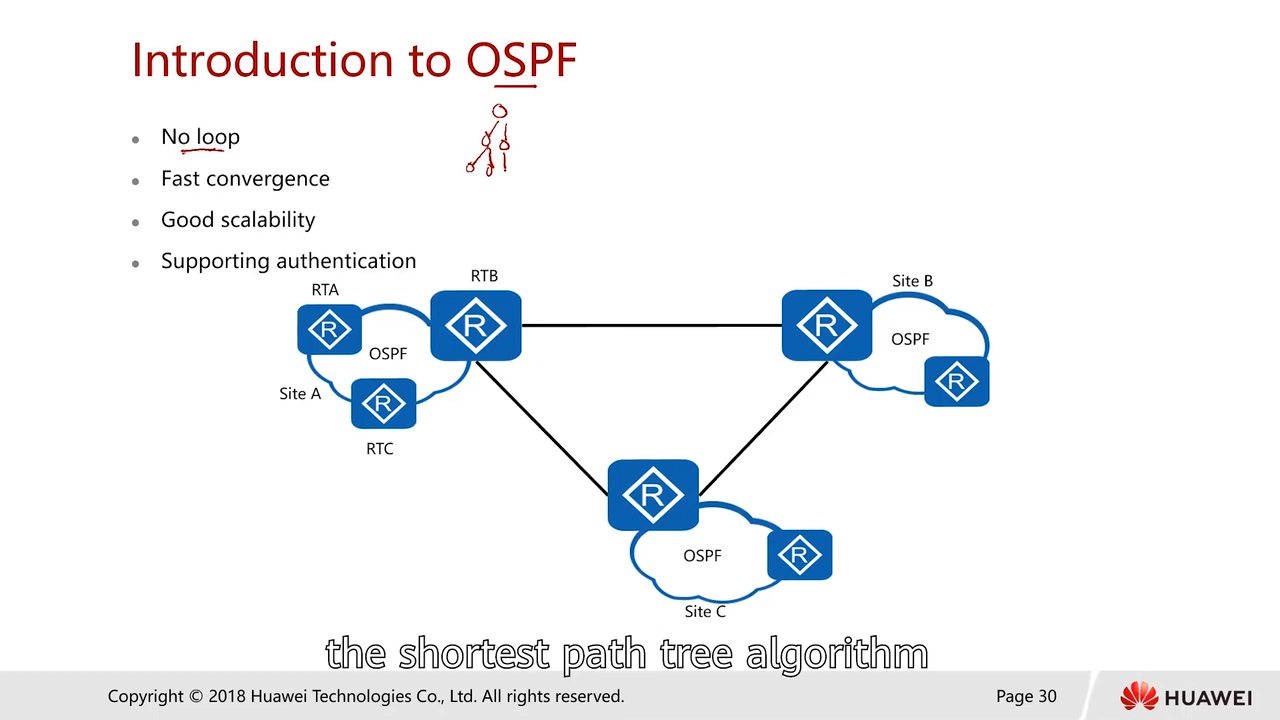 Introduction to OSPF
No loop
Fast convergence
Good scalability
Supporting authentication
RTA
RTB
Site B
R
R
R
OSPF
OSPF
R
Site A
R
RTC
R
OSPF
R
Site C
the shortest path tree algorithm
Copyright © 2018 Huawei Technologies Co., Ltd. All rights reserved.
Page 30
HUAWEI